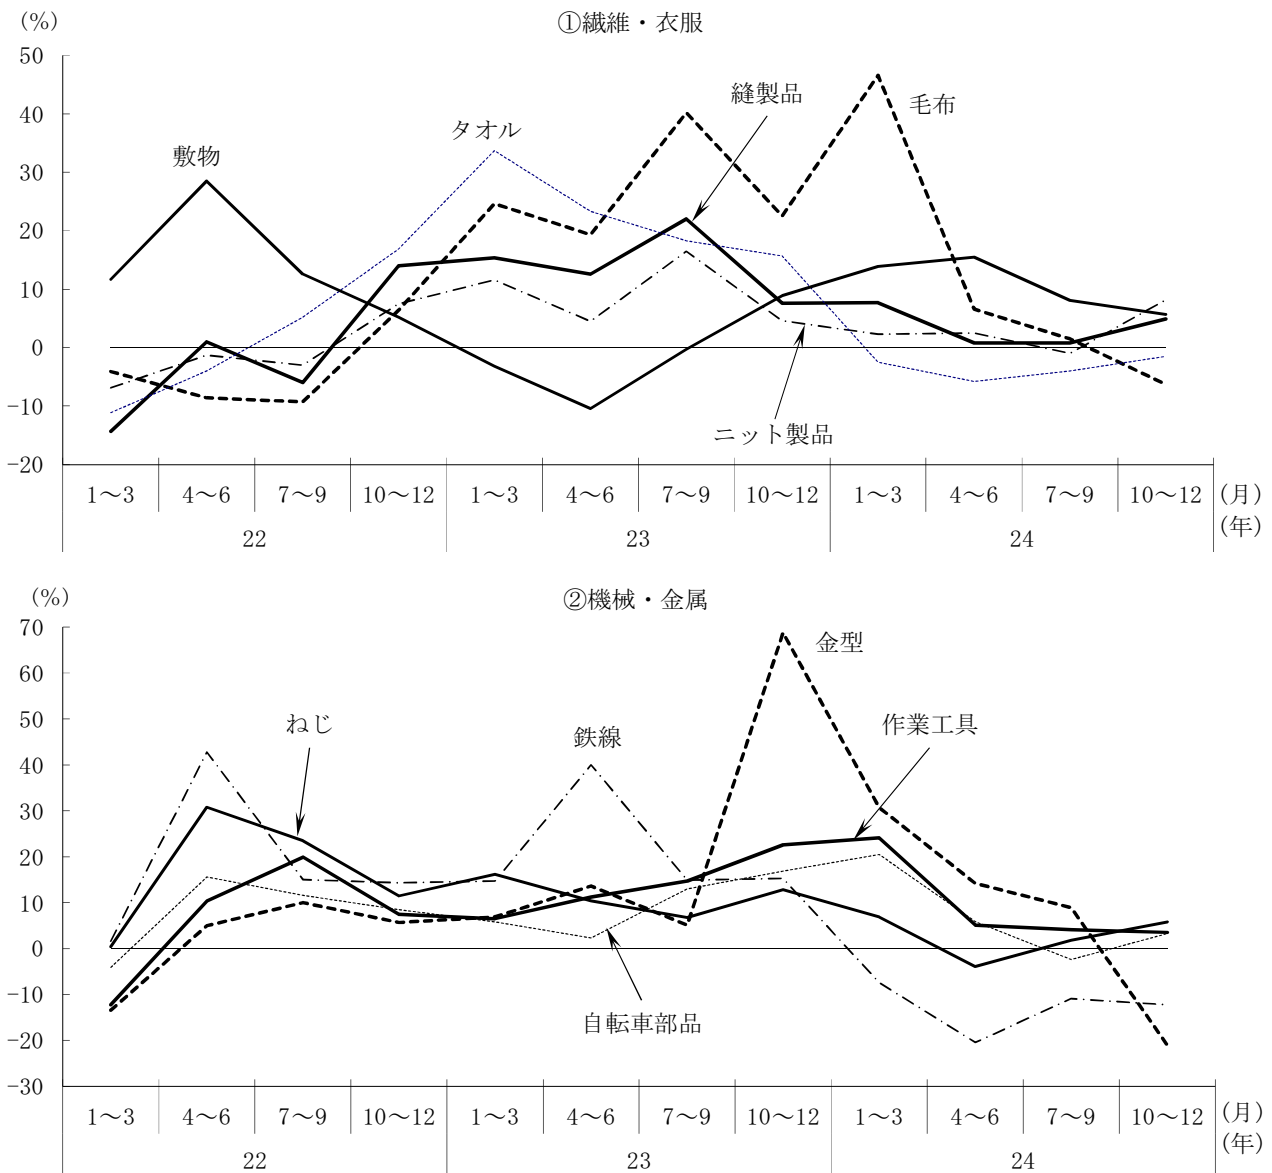 (%)
①繊維・衣服
50
40
30
20
10
0
−10
−20
敷物
タオル
縫製品
毛布
ニット製品
1～3 4～6 7～9 10～12 1～3 4～6 7～9 10～12 1～3 4～6 7～9 10～12 (月)
22 23 24 (年)
(%)
②機械・金属
70
60
50
40
30
20
10
0
−10
−20
−30
ねじ
鉄線
金型
作業工具
自転車部品
1～3 4～6 7～9 10～12 1～3 4～6 7～9 10～12 1～3 4～6 7～9 10～12 (月)
22 23 24 (年)